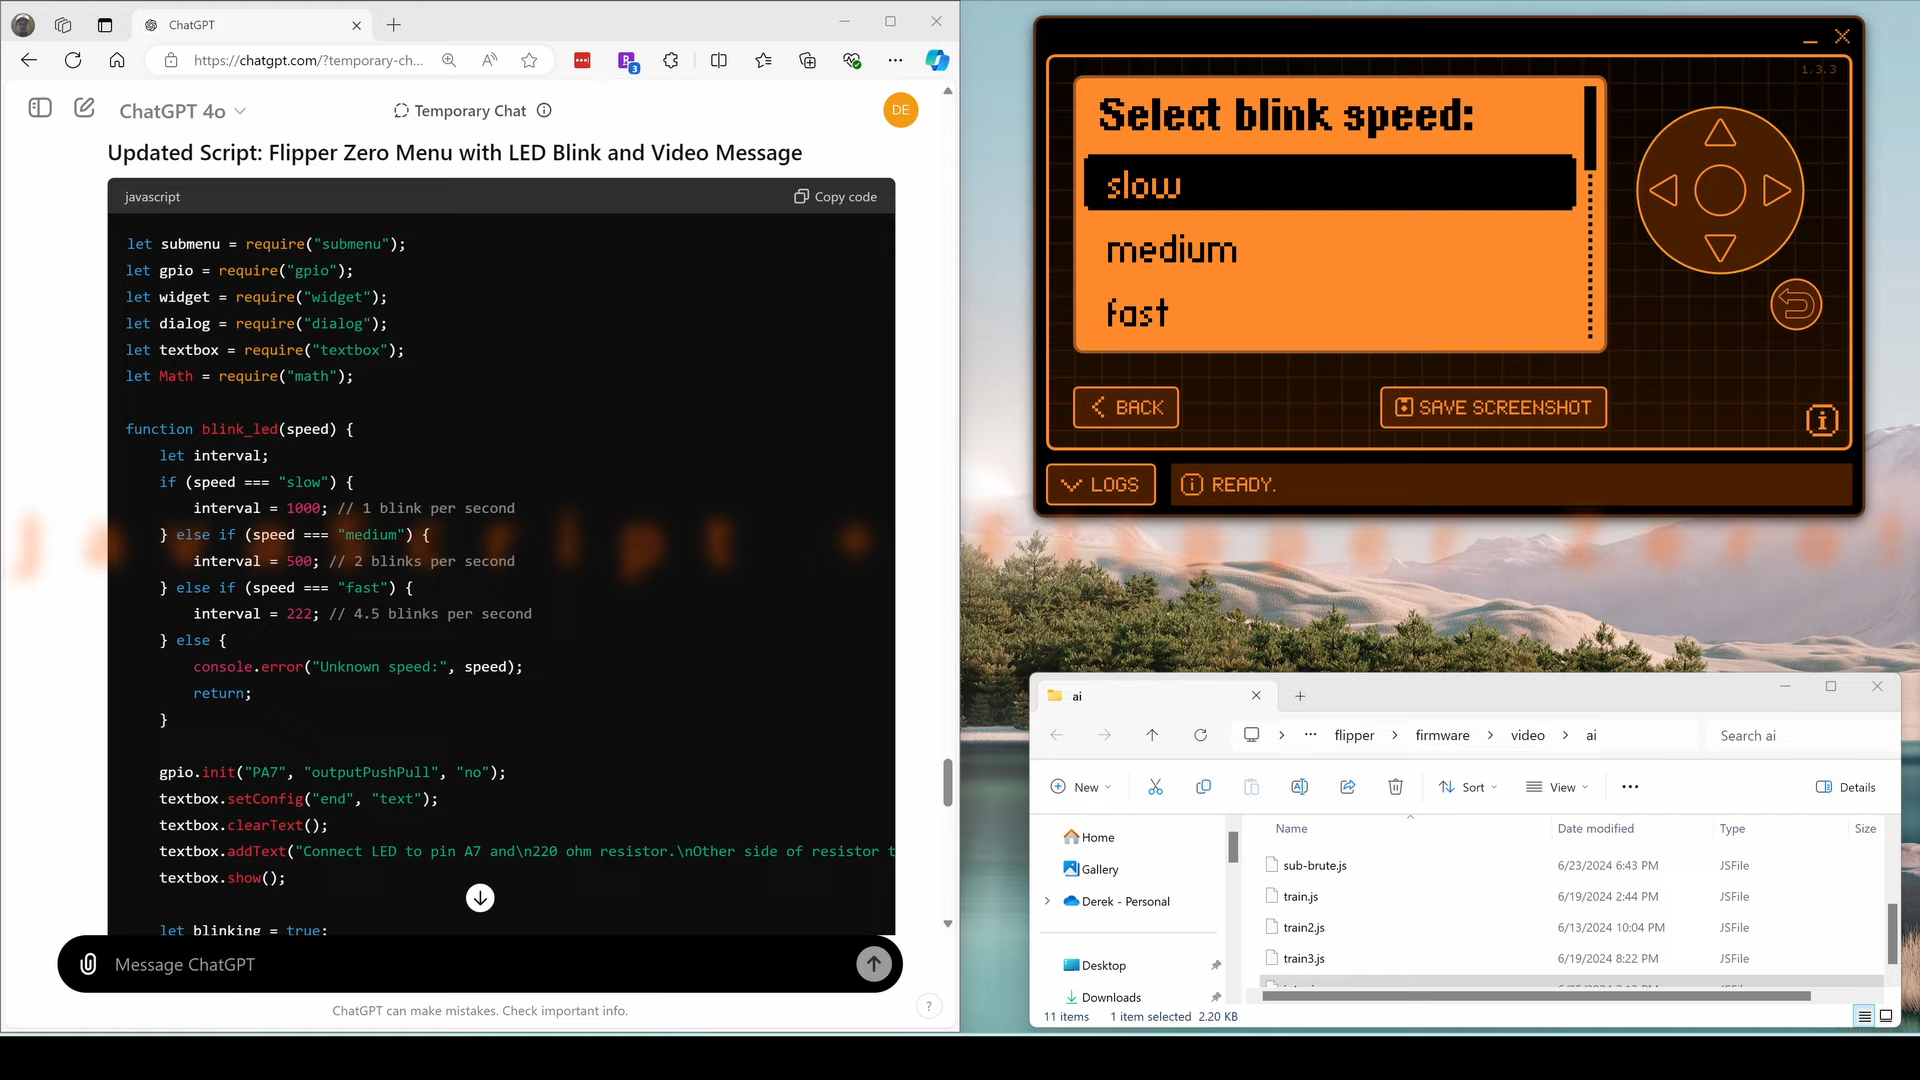 ChatGPT
https://chatgpt.com/?temporary-ch...
3
ChatGPT 4o
Temporary Chat
DE
Updated Script: Flipper Zero Menu with LED Blink and Video Message
javascript
Copy code
let submenu = require("submenu");
let gpio = require("gpio");
let widget = require("widget");
let dialog = require("dialog");
let textbox = require("textbox");
let Math = require("math");
function blink_led(speed) {
let interval;
if (speed === "slow") {
interval = 1000; // 1 blink per second
} else if (speed === "medium") {
interval = 500; // 2 blinks per second
} else if (speed === "fast") {
interval = 222; // 4.5 blinks per second
} else {
console.error("Unknown speed:", speed);
return;
}
gpio.init("PA7", "outputPushPull", "no");
textbox.setConfig("end", "text");
textbox.clearText();
textbox.addText("Connect LED to pin A7 and\n220 ohm resistor.\nOther side of resistor t
textbox.show();
let blinking = true;
Message ChatGPT
ChatGPT can make mistakes. Check important info.
?
1.3.3
Select blink speed:
slow
medium
fast
BACK
SAVE SCREENSHOT
LOGS
READY.
ai
flipper > firmware > video > ai
Search ai
New
Sort
View
Details
Name Date modified Type Size
Home
Gallery
Derek - Personal
Desktop
Downloads
sub-brute.js 6/23/2024 6:43 PM JSFile
train.js 6/19/2024 2:44 PM JSFile
train2.js 6/13/2024 10:04 PM JSFile
train3.js 6/19/2024 8:22 PM JSFile
11 items 1 item selected 2.20 KB